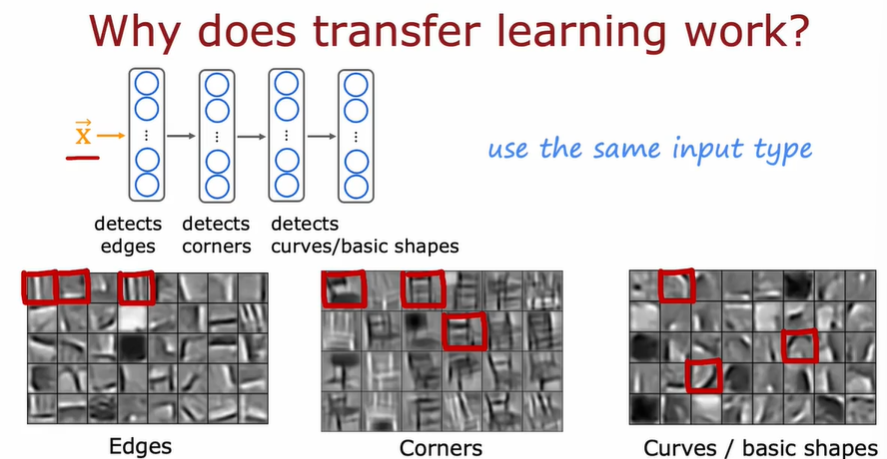 Why does transfer learning work?
x⃗
use the same input type
detects edges
detects corners
detects curves/basic shapes
Edges
Corners
Curves / basic shapes